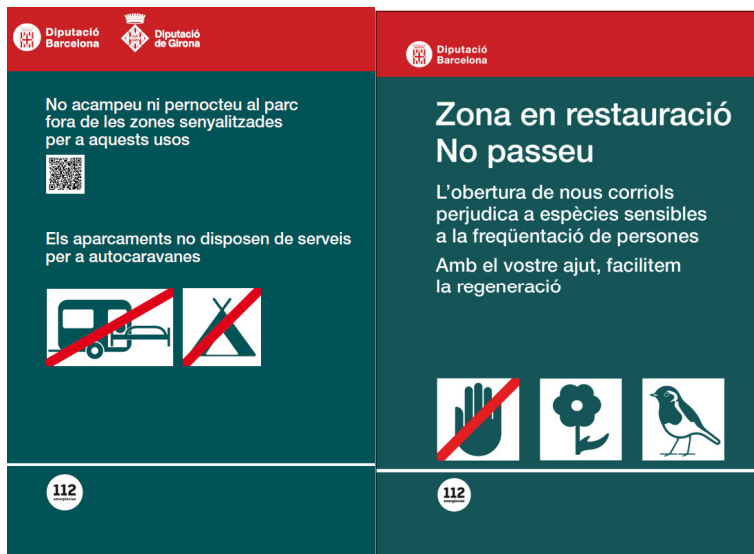 Diputació
Barcelona
Diputació
de Girona
No acampeu ni pernocteu al parc
fora de les zones senyalitzades
per a aquests usos
Els aparcaments no disposen de serveis
per a autocaravanes
112
emergències
Diputació
Barcelona
Zona en restauració
No passeu
L'obertura de nous corriols
perjudica a espècies sensibles
a la freqüentació de persones
Amb el vostre ajut, facilitem
la regeneració
112
emergències